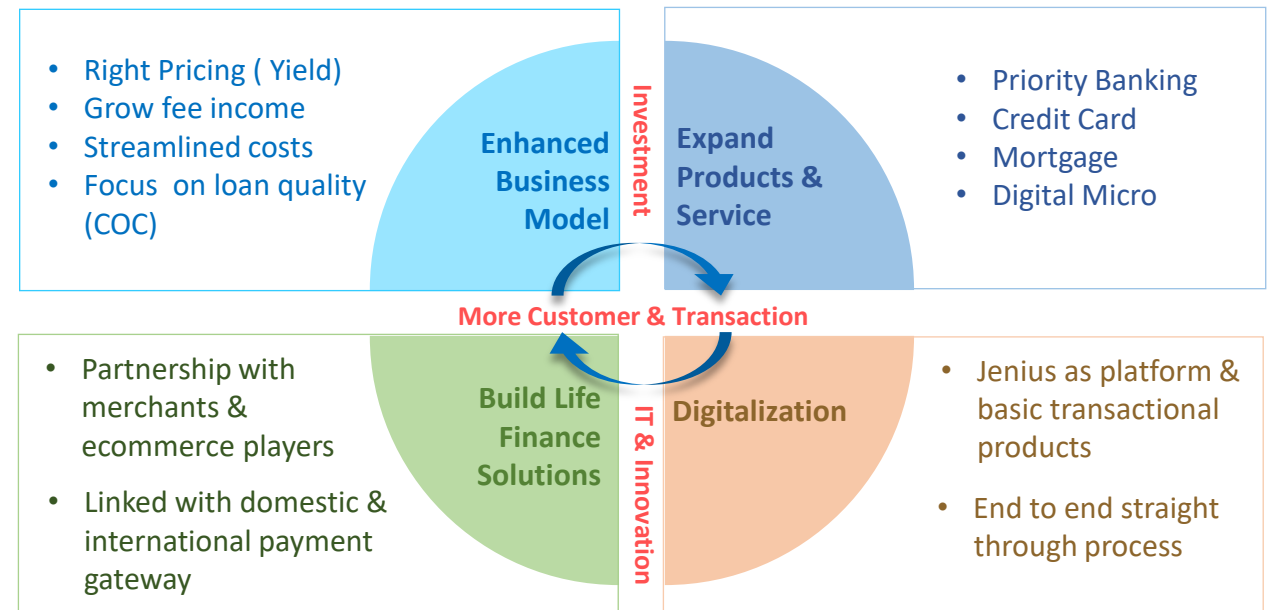 • Right Pricing ( Yield)
• Grow fee income
• Streamlined costs
• Focus on loan quality
(COC)
Enhanced
Business
Model
Investment
Expand
Products &
Service
• Priority Banking
• Credit Card
• Mortgage
• Digital Micro
More Customer & Transaction
• Partnership with
merchants &
ecommerce players
• Linked with domestic &
international payment
gateway
Build Life
Finance
Solutions
IT & Innovation
Digitalization
• Jenius as platform &
basic transactional
products
• End to end straight
through process